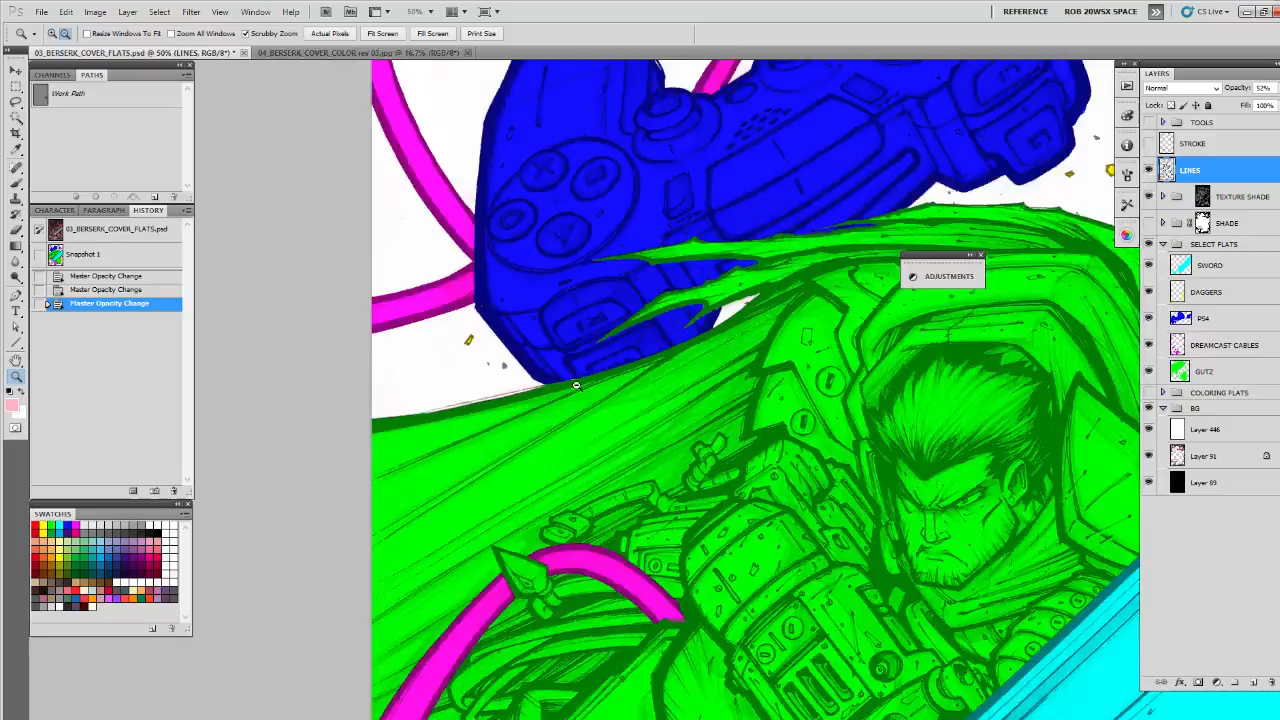 Ps File Edit Image Layer Select Filter View Window Help Br Mb 50% REFERENCE ROB 20WSX SPACE CS Live
Resize Windows To Fit Zoom All Windows Scrubby Zoom Actual Pixels Fit Screen Fill Screen Print Size
03_BERSERK_COVER_FLATS.psd @ 50% (LINES, RGB/8*) * 04_BERSERK_COVER_COLOR rev 03.jpg @ 16.7% (RGB/8*)
CHANNELS PATHS
Work Path
CHARACTER PARAGRAPH HISTORY
03_BERSERK_COVER_FLATS.psd
Snapshot 1
Master Opacity Change
Master Opacity Change
Master Opacity Change
SWATCHES
ADJUSTMENTS
LAYERS
Normal Opacity: 52%
Lock: Fill: 100%
TOOLS
STROKE
LINES
TEXTURE SHADE
SHADE
SELECT FLATS
SWORD
DAGGERS
PS4
DREAMCAST CABLES
GUTZ
COLORING FLATS
BG
Layer 446
Layer 91
Layer 89